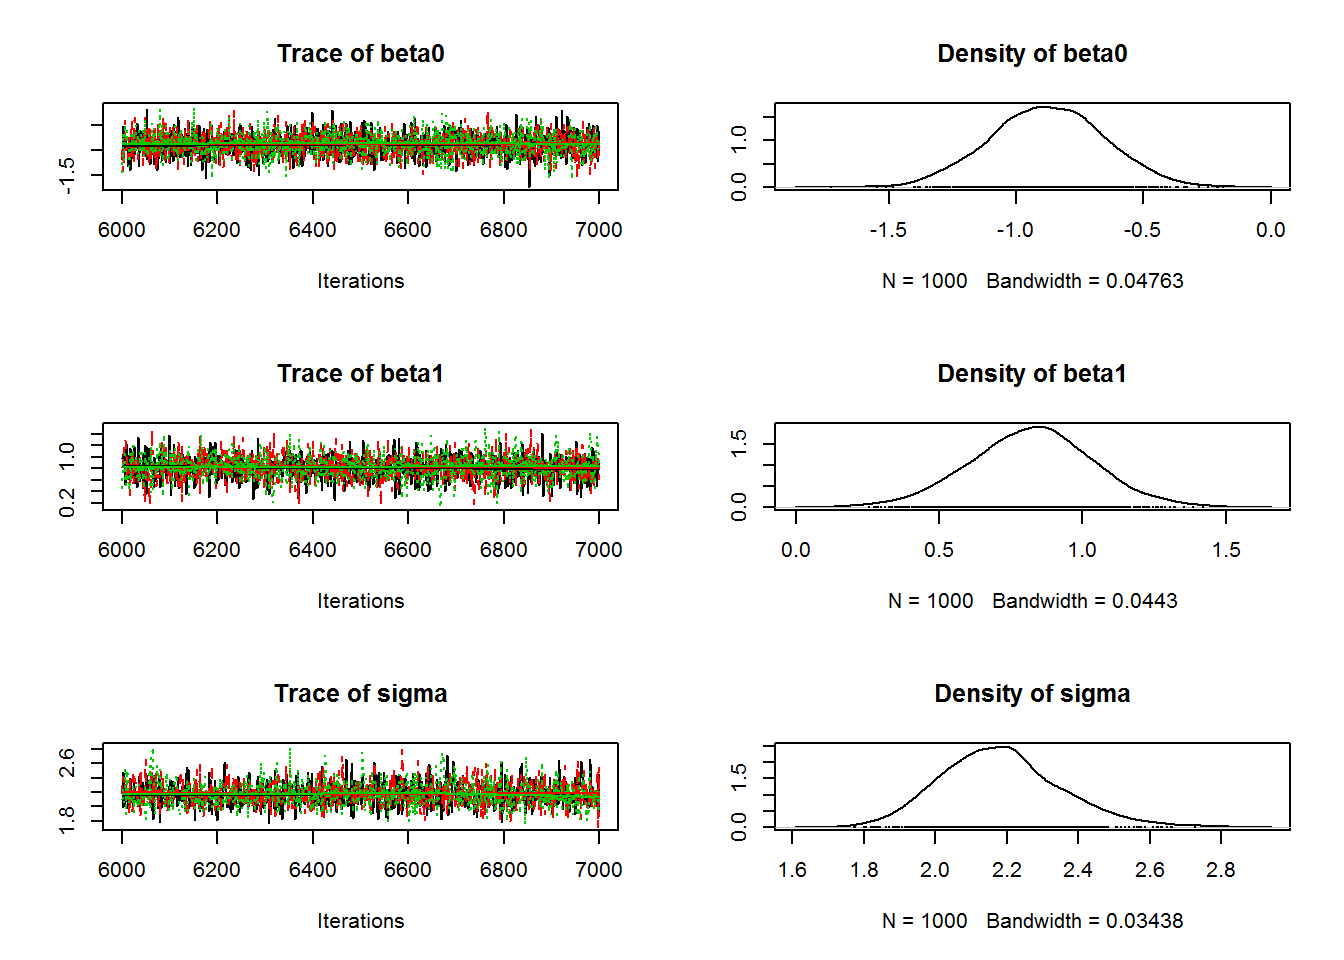 Trace of beta0
-1.5
6000 6200 6400 6600 6800 7000
Iterations
Density of beta0
0.0 1.0
-1.5 -1.0 -0.5 0.0
N = 1000 Bandwidth = 0.04763
Trace of beta1
0.2 1.0
6000 6200 6400 6600 6800 7000
Iterations
Density of beta1
0.0 1.5
0.0 0.5 1.0 1.5
N = 1000 Bandwidth = 0.0443
Trace of sigma
1.8 2.6
6000 6200 6400 6600 6800 7000
Iterations
Density of sigma
0.0 1.5
1.6 1.8 2.0 2.2 2.4 2.6 2.8
N = 1000 Bandwidth = 0.03438